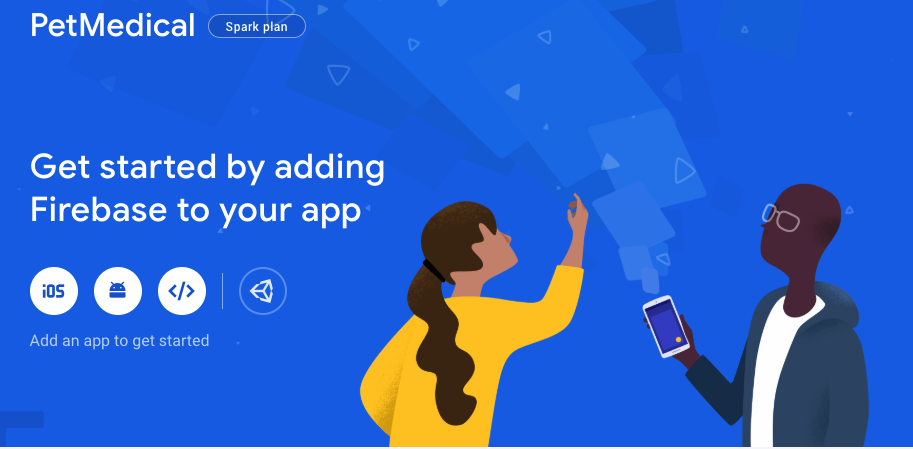 PetMedical
Spark plan
Get started by adding
Firebase to your app
iOS
</>
Add an app to get started